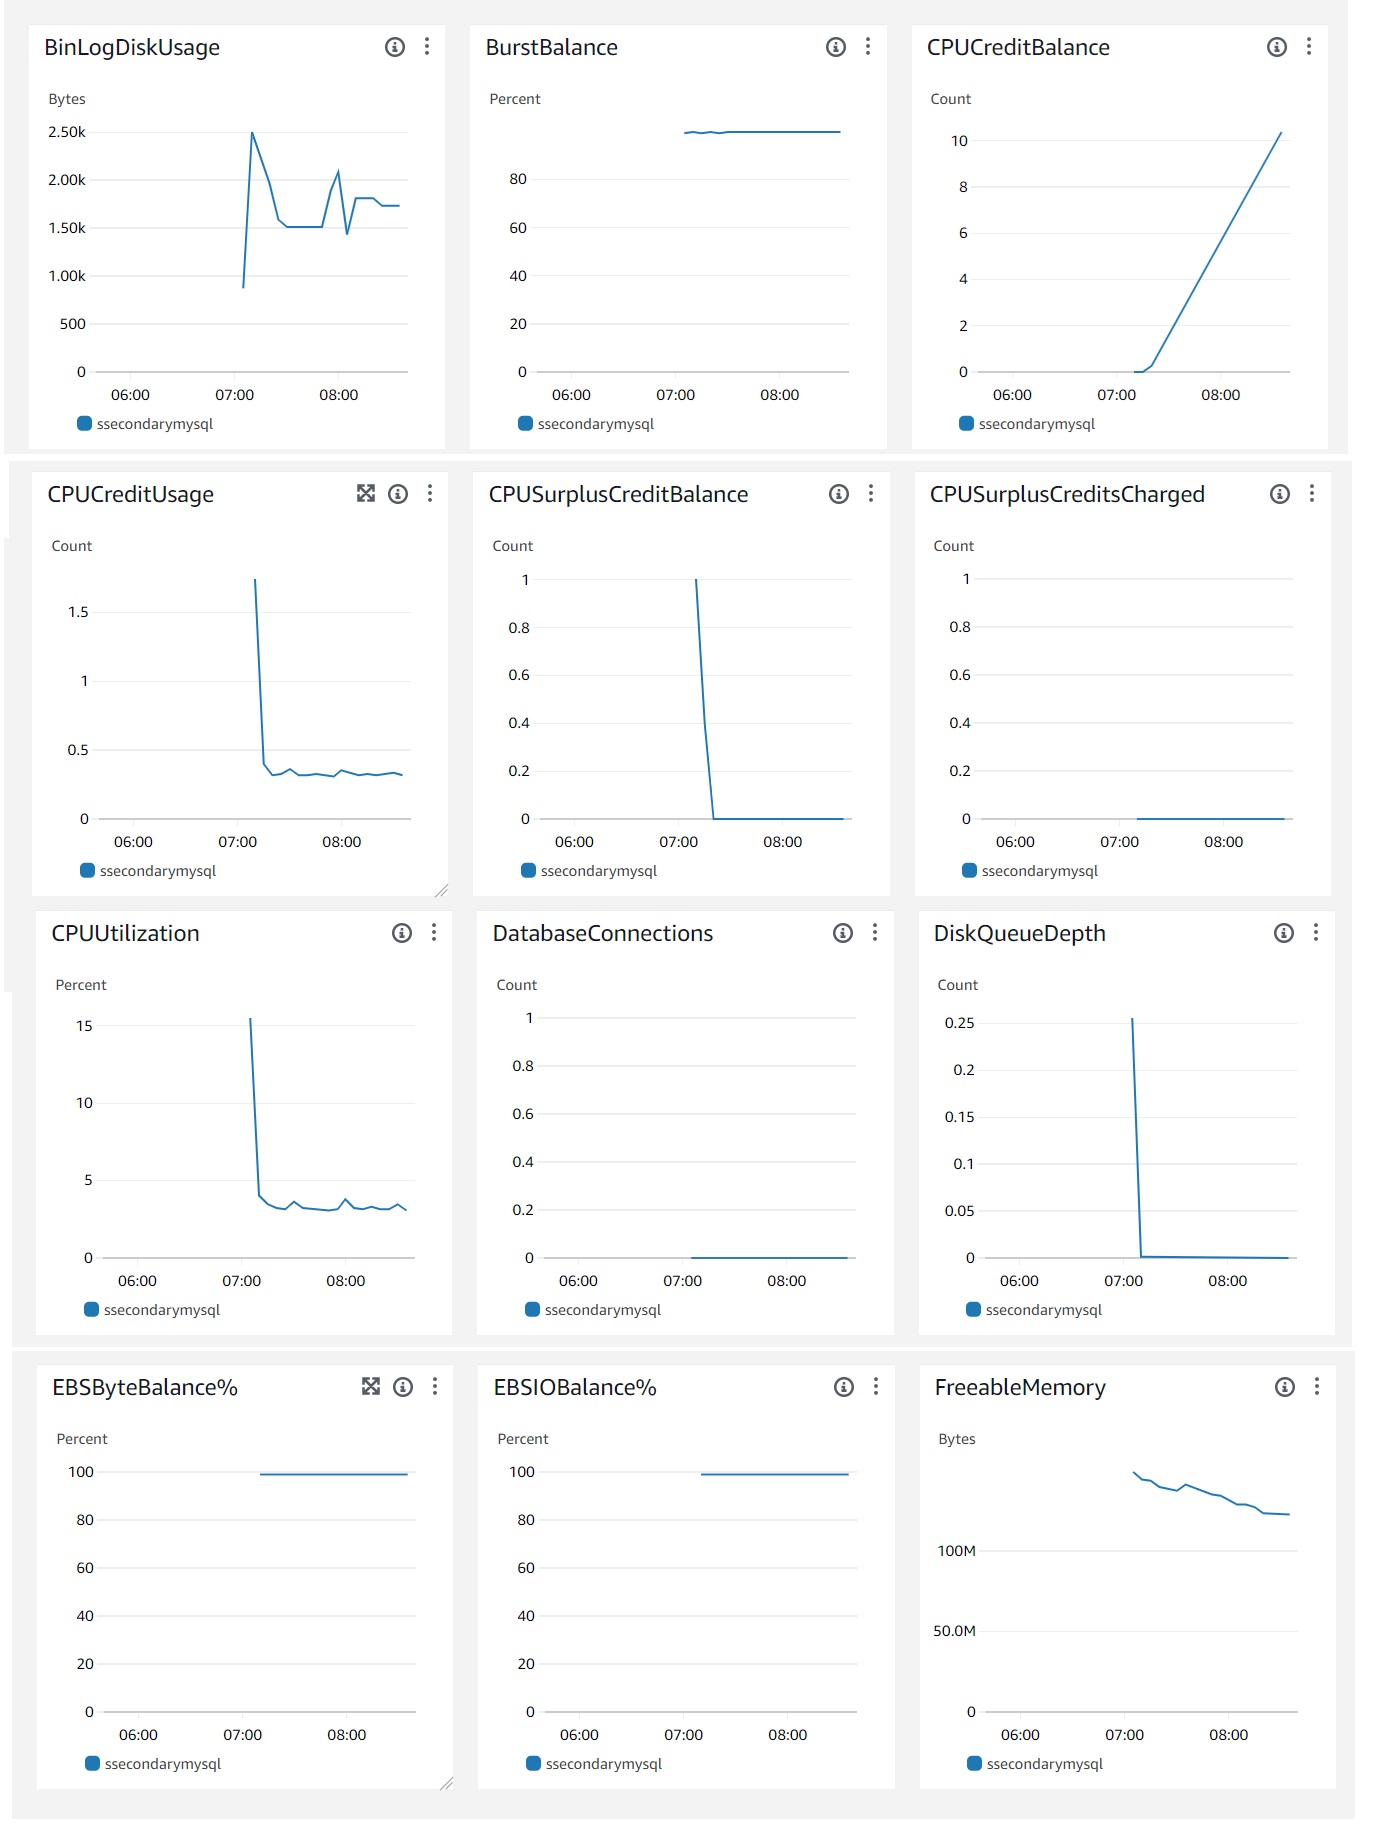 BinLogDiskUsage
Bytes
2.50k
2.00k
1.50k
1.00k
500
0
06:00 07:00 08:00
ssecondarymysql
BurstBalance
Percent
80
60
40
20
0
06:00 07:00 08:00
ssecondarymysql
CPUCreditBalance
Count
10
8
6
4
2
0
06:00 07:00 08:00
ssecondarymysql
CPUCreditUsage
Count
1.5
1
0.5
0
06:00 07:00 08:00
ssecondarymysql
CPUSurplusCreditBalance
Count
1
0.8
0.6
0.4
0.2
0
06:00 07:00 08:00
ssecondarymysql
CPUSurplusCreditsCharged
Count
1
0.8
0.6
0.4
0.2
0
06:00 07:00 08:00
ssecondarymysql
CPUUtilization
Percent
15
10
5
0
06:00 07:00 08:00
ssecondarymysql
DatabaseConnections
Count
1
0.8
0.6
0.4
0.2
0
06:00 07:00 08:00
ssecondarymysql
DiskQueueDepth
Count
0.25
0.2
0.15
0.1
0.05
0
06:00 07:00 08:00
ssecondarymysql
EBSByteBalance%
Percent
100
80
60
40
20
0
06:00 07:00 08:00
ssecondarymysql
EBSIOBalance%
Percent
100
80
60
40
20
0
06:00 07:00 08:00
ssecondarymysql
FreeableMemory
Bytes
100M
50.0M
0
06:00 07:00 08:00
ssecondarymysql